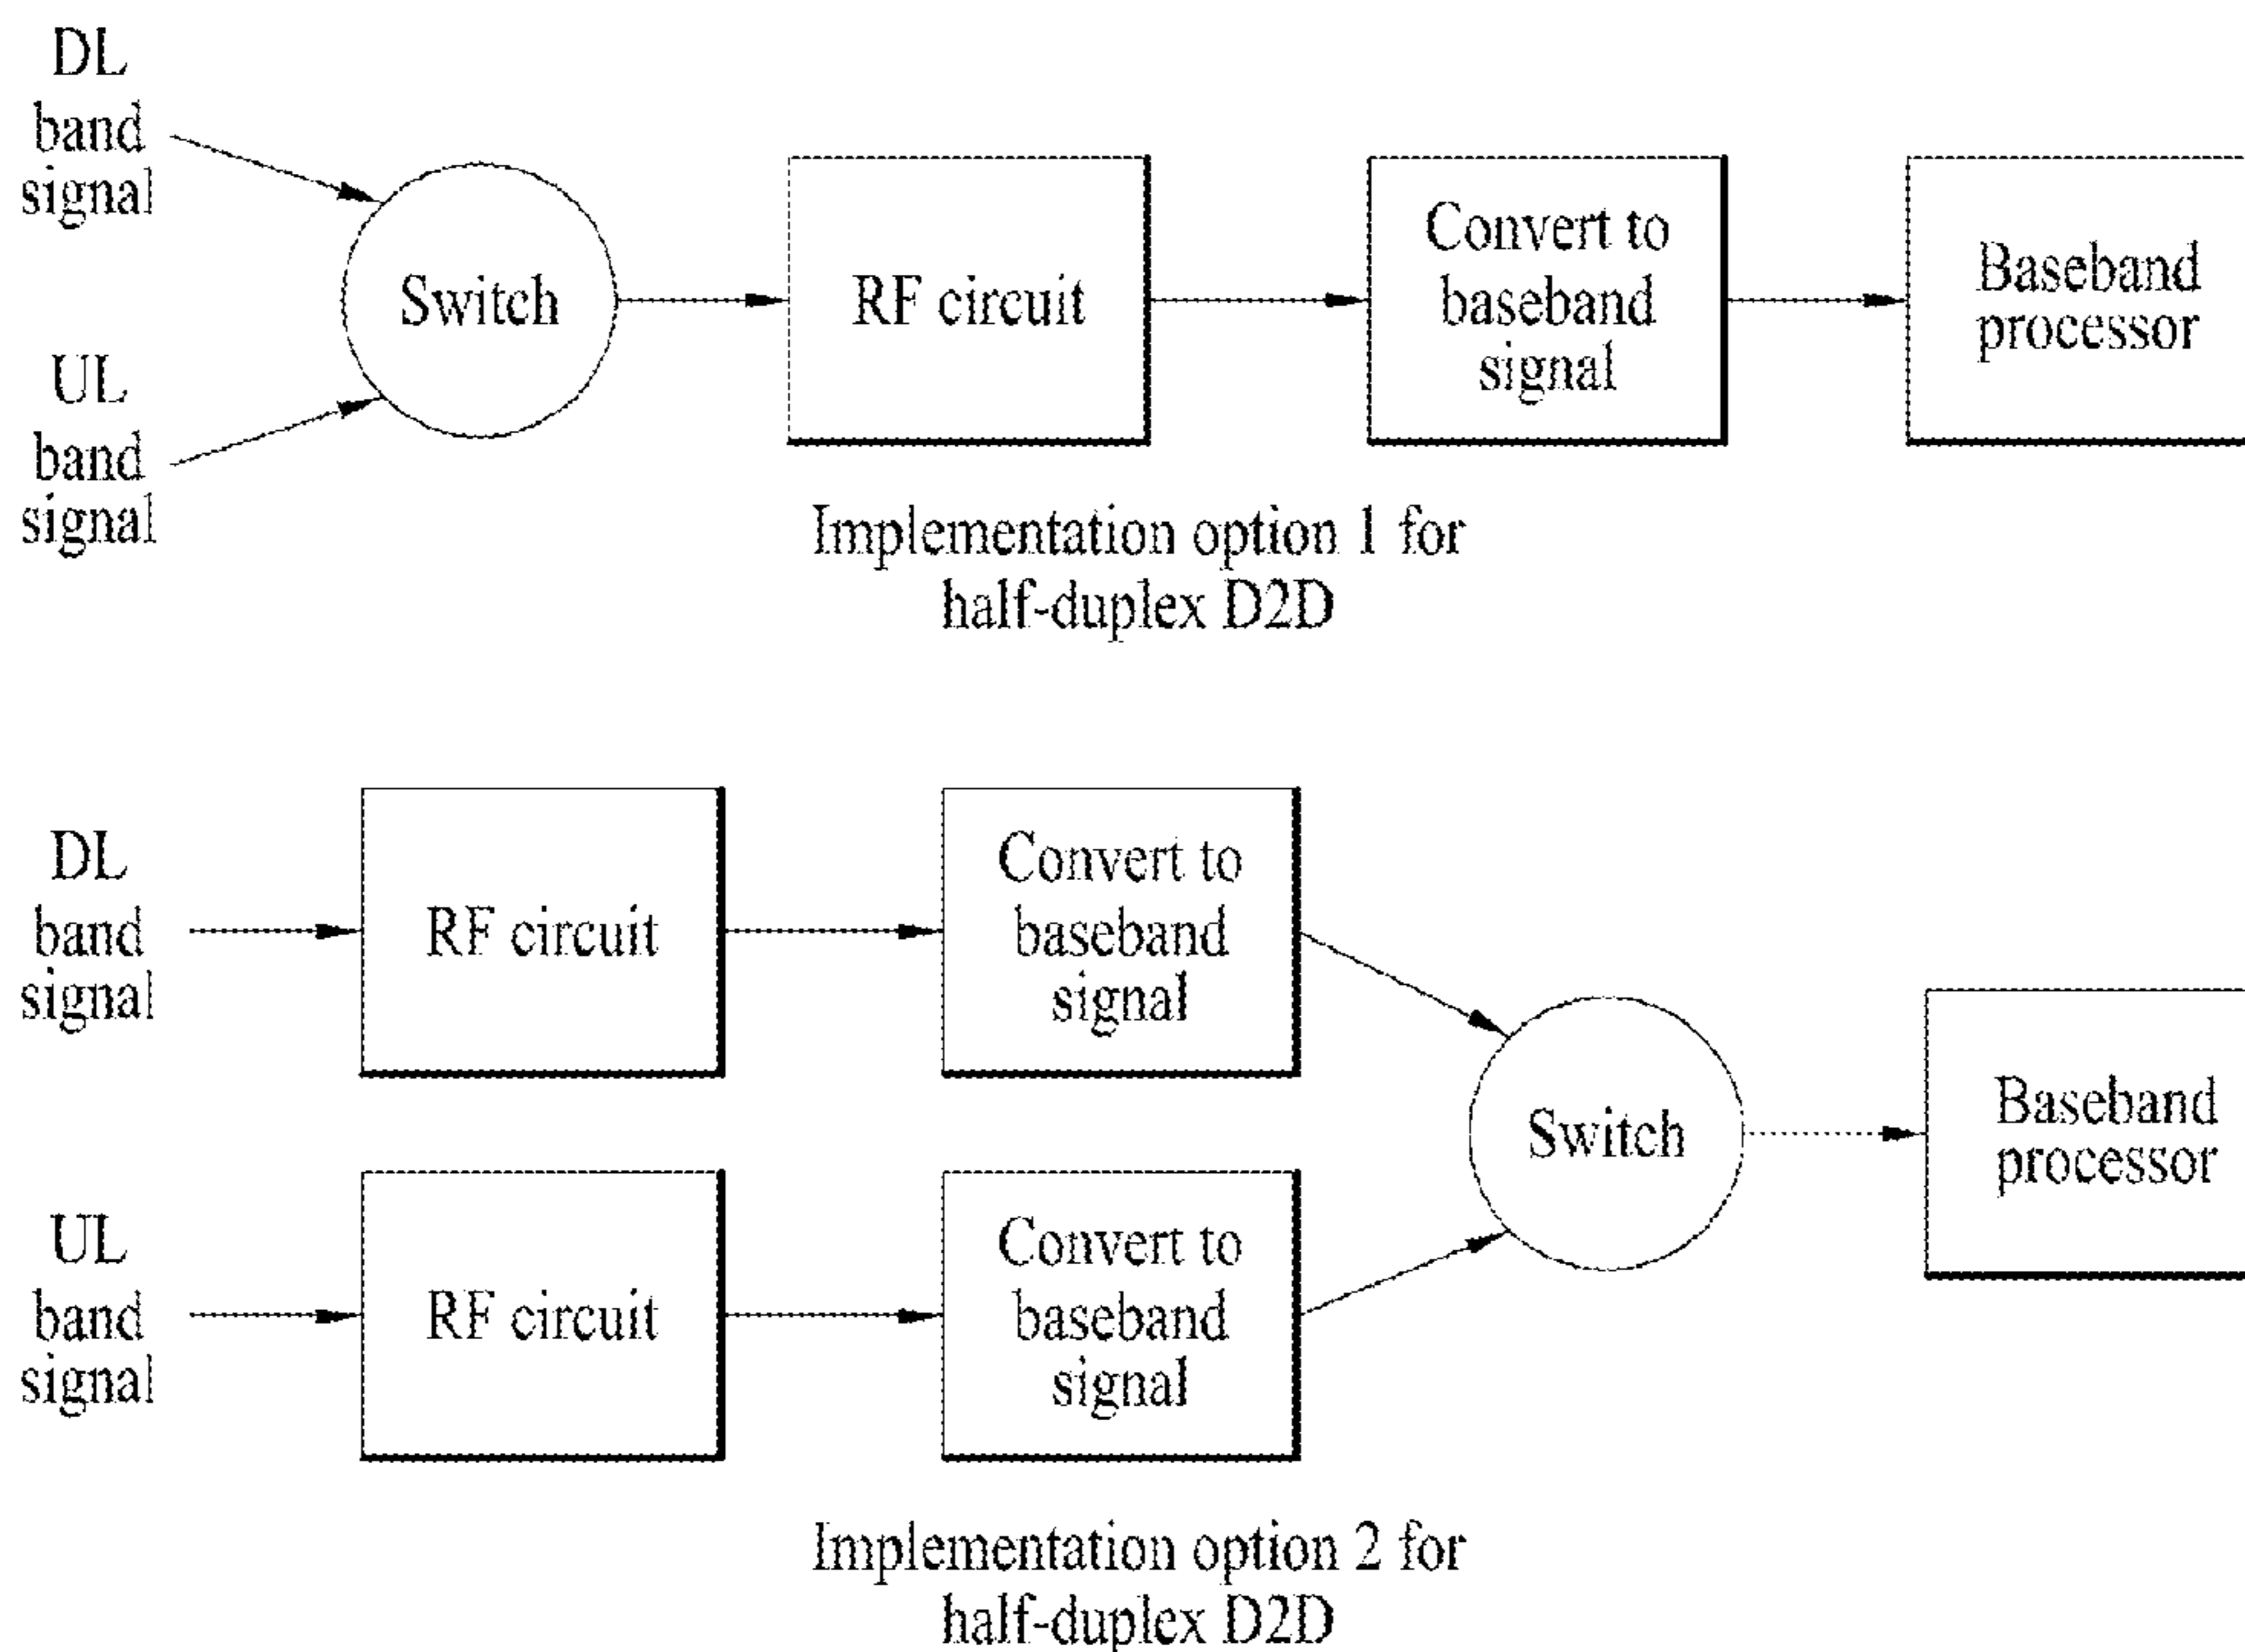 DL
band
signal
UL
band
signal
Switch
RF circuit
Convert to
baseband
signal
Baseband
processor
Implementation option 1 for
half-duplex D2D
DL
band
signal
RF circuit
Convert to
baseband
signal
UL
band
signal
RF circuit
Convert to
baseband
signal
Switch
Baseband
processor
Implementation option 2 for
half-duplex D2D